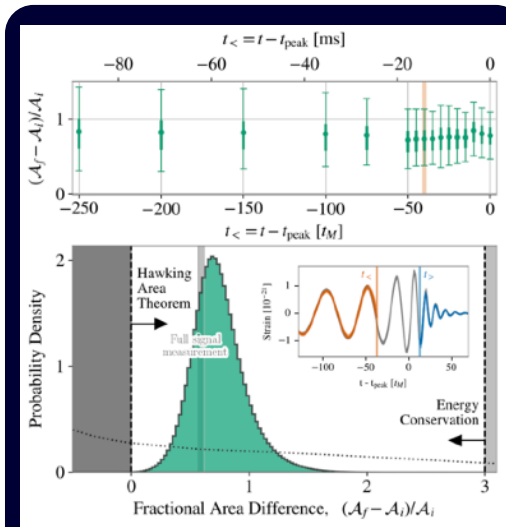 t< = t − tpeak [ms]
−80 −60 −40 −20 0
(𝒜f−𝒜i)/𝒜i
1
0
−250 −200 −150 −100 −50 0
t< = t − tpeak [tM]
Probability Density
2
1
0
Hawking
Area
Theorem
Full signal
measurement
t< t>
Strain [10⁻²¹]
1
0
−1
−100 −50 0 50
t − tpeak [tM]
Energy
Conservation
0 1 2 3
Fractional Area Difference, (𝒜f−𝒜i)/𝒜i